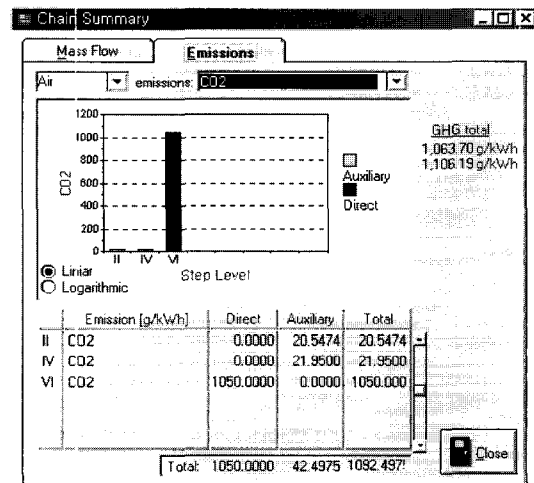 Chain Summary
Mass Flow
Emissions
Air
emissions: CO2
1200
1000
800
600
400
200
0
CO2
II IV VI
Step Level
Auxiliary
Direct
GHG total
1,063.70 g/kWh
1,106.19 g/kWh
Liniar
Logarithmic
Emission [g/kWh] Direct Auxiliary Total
II CO2 0.0000 20.5474 20.5474
IV CO2 0.0000 21.9500 21.9500
VI CO2 1050.0000 0.0000 1050.000
Total: 1050.0000 42.4975 1092.497
Close